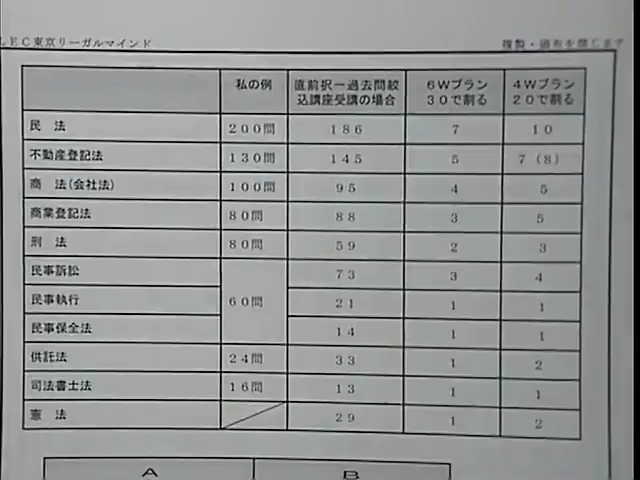 LEC東京リーガルマインド 複製・頒布を禁じます
私の例 直前択一過去問絞込講座受講の場合 6Wプラン 30で割る 4Wプラン 20で割る
民 法 200問 186 7 10
不動産登記法 130問 145 5 7(8)
商 法(会社法) 100問 95 4 5
商業登記法 80問 88 3 5
刑 法 80問 59 2 3
民事訴訟 60問 73 3 4
民事執行 21 1 1
民事保全法 14 1 1
供託法 24問 33 1 2
司法書士法 16問 13 1 1
憲 法 29 1 2
A B